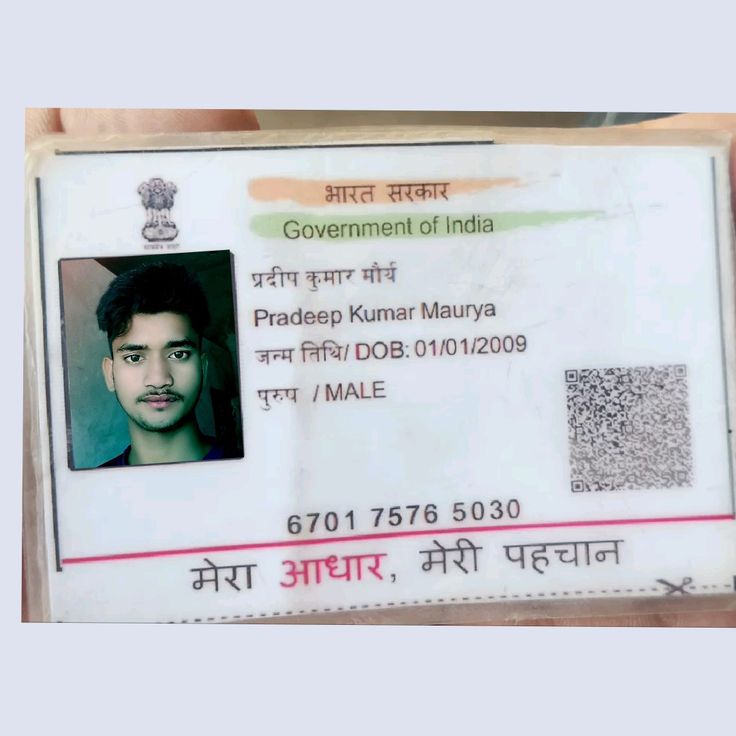 भारत सरकार
Government of India
प्रदीप कुमार मौर्य
Pradeep Kumar Maurya
जन्म तिथि/ DOB: 01/01/2009
पुरुष / MALE
6701 7576 5030
मेरा आधार, मेरी पहचान